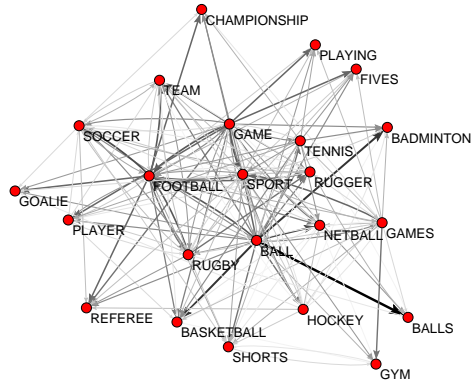 CHAMPIONSHIP
PLAYING
FIVES
TEAM
SOCCER
GAME
BADMINTON
TENNIS
FOOTBALL
SPORT
RUGGER
GOALIE
PLAYER
NETBALL
GAMES
BALL
RUGBY
REFEREE
BASKETBALL
HOCKEY
BALLS
SHORTS
GYM